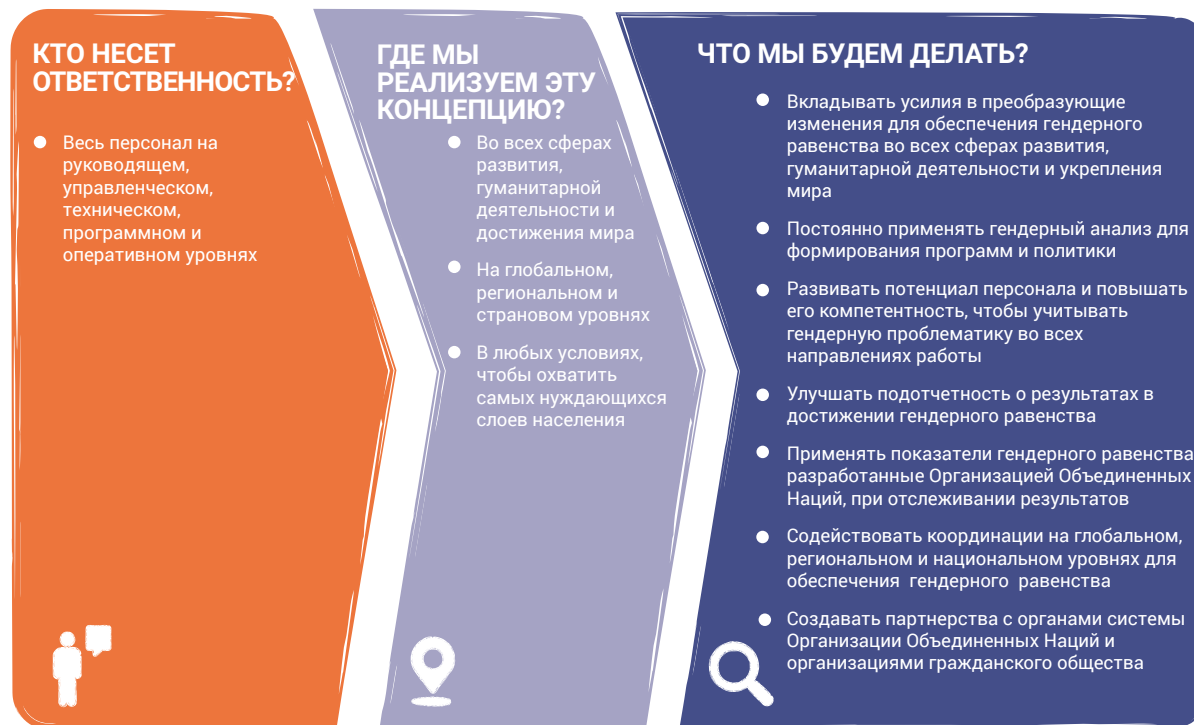 КТО НЕСЕТ
ОТВЕТСТВЕННОСТЬ?
Весь персонал на
руководящем,
управленческом,
техническом,
программном и
оперативном уровнях
ГДЕ МЫ
РЕАЛИЗУЕМ ЭТУ
КОНЦЕПЦИЮ?
Во всех сферах
развития,
гуманитарной
деятельности и
достижения мира
На глобальном,
региональном и
страновом уровнях
В любых условиях,
чтобы охватить
самых нуждающихся
слоев населения
ЧТО МЫ БУДЕМ ДЕЛАТЬ?
Вкладывать усилия в преобразующие
изменения для обеспечения гендерного
равенства во всех сферах развития,
гуманитарной деятельности и укрепления
мира
Постоянно применять гендерный анализ для
формирования программ и политики
Развивать потенциал персонала и повышать
его компетентность, чтобы учитывать
гендерную проблематику во всех
направлениях работы
Улучшать подотчетность о результатах в
достижении гендерного равенства
Применять показатели гендерного равенства
разработанные Организацией Объединенных
Наций, при отслеживании результатов
Содействовать координации на глобальном,
региональном и национальном уровнях для
обеспечения гендерного равенства
Создавать партнерства с органами системы
Организации Объединенных Наций и
организациями гражданского общества